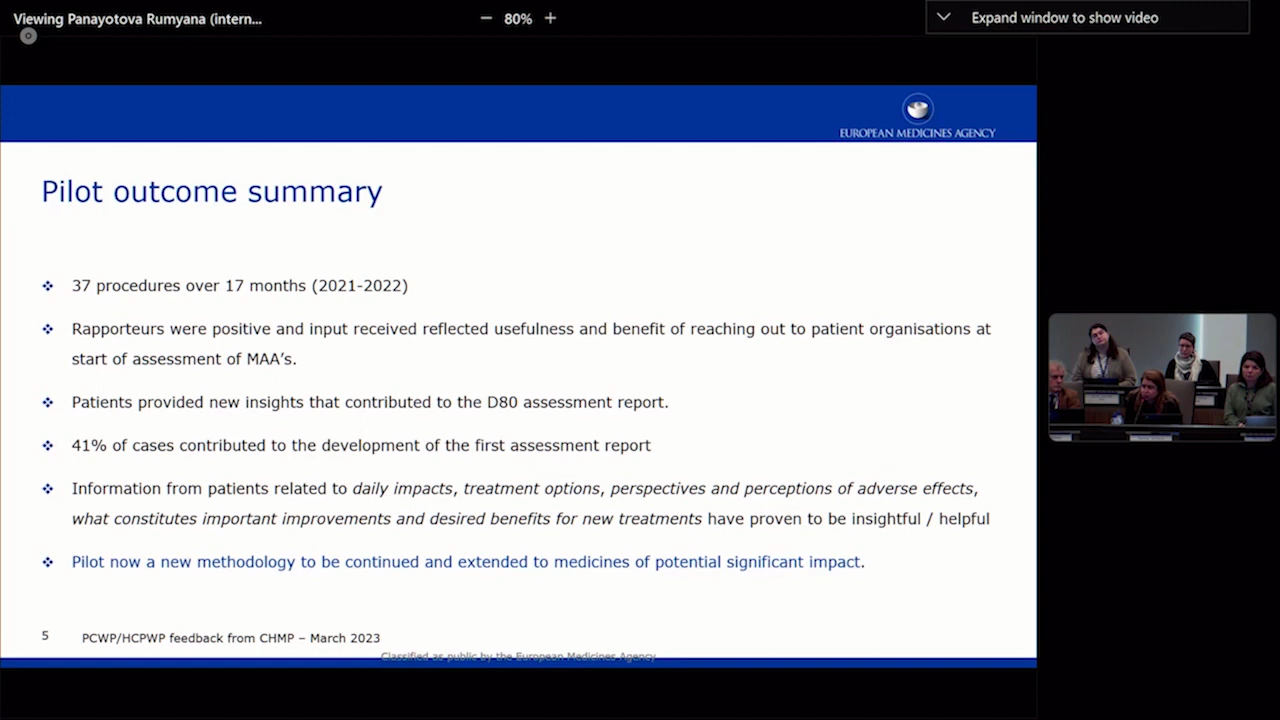 Viewing Panayotova Rumyana (intern...
80%
Expand window to show video
EUROPEAN MEDICINES AGENCY
Pilot outcome summary
37 procedures over 17 months (2021-2022)
Rapporteurs were positive and input received reflected usefulness and benefit of reaching out to patient organisations at
start of assessment of MAA's.
Patients provided new insights that contributed to the D80 assessment report.
41% of cases contributed to the development of the first assessment report
Information from patients related to daily impacts, treatment options, perspectives and perceptions of adverse effects,
what constitutes important improvements and desired benefits for new treatments have proven to be insightful / helpful
Pilot now a new methodology to be continued and extended to medicines of potential significant impact.
5 PCWP/HCPWP feedback from CHMP – March 2023
Classified as public by the European Medicines Agency